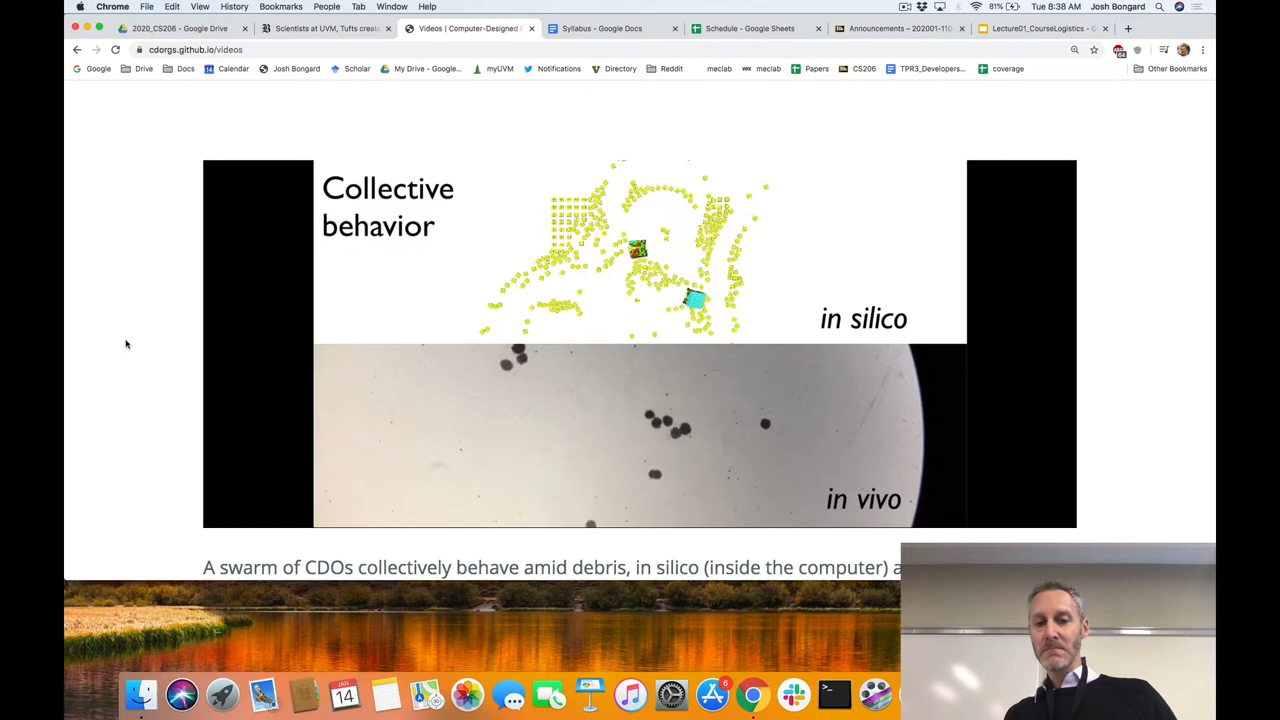 Chrome File Edit View History Bookmarks People Tab Window Help 81% Tue 8:38 AM Josh Bongard
2020_CS206 - Google Drive Scientists at UVM, Tufts creat Videos | Computer-Designed Syllabus - Google Docs Schedule - Google Sheets Announcements – 202001-110 Lecture01_CourseLogistics - G
cdorgs.github.io/videos
Google Drive Docs Calendar Josh Bongard Scholar My Drive - Google... myUVM Notifications Directory Reddit meclab meclab Papers CS206 TPR3_Developers... coverage Other Bookmarks
Collective
behavior
in silico
in vivo
A swarm of CDOs collectively behave amid debris, in silico (inside the computer) a
JAN
14
6